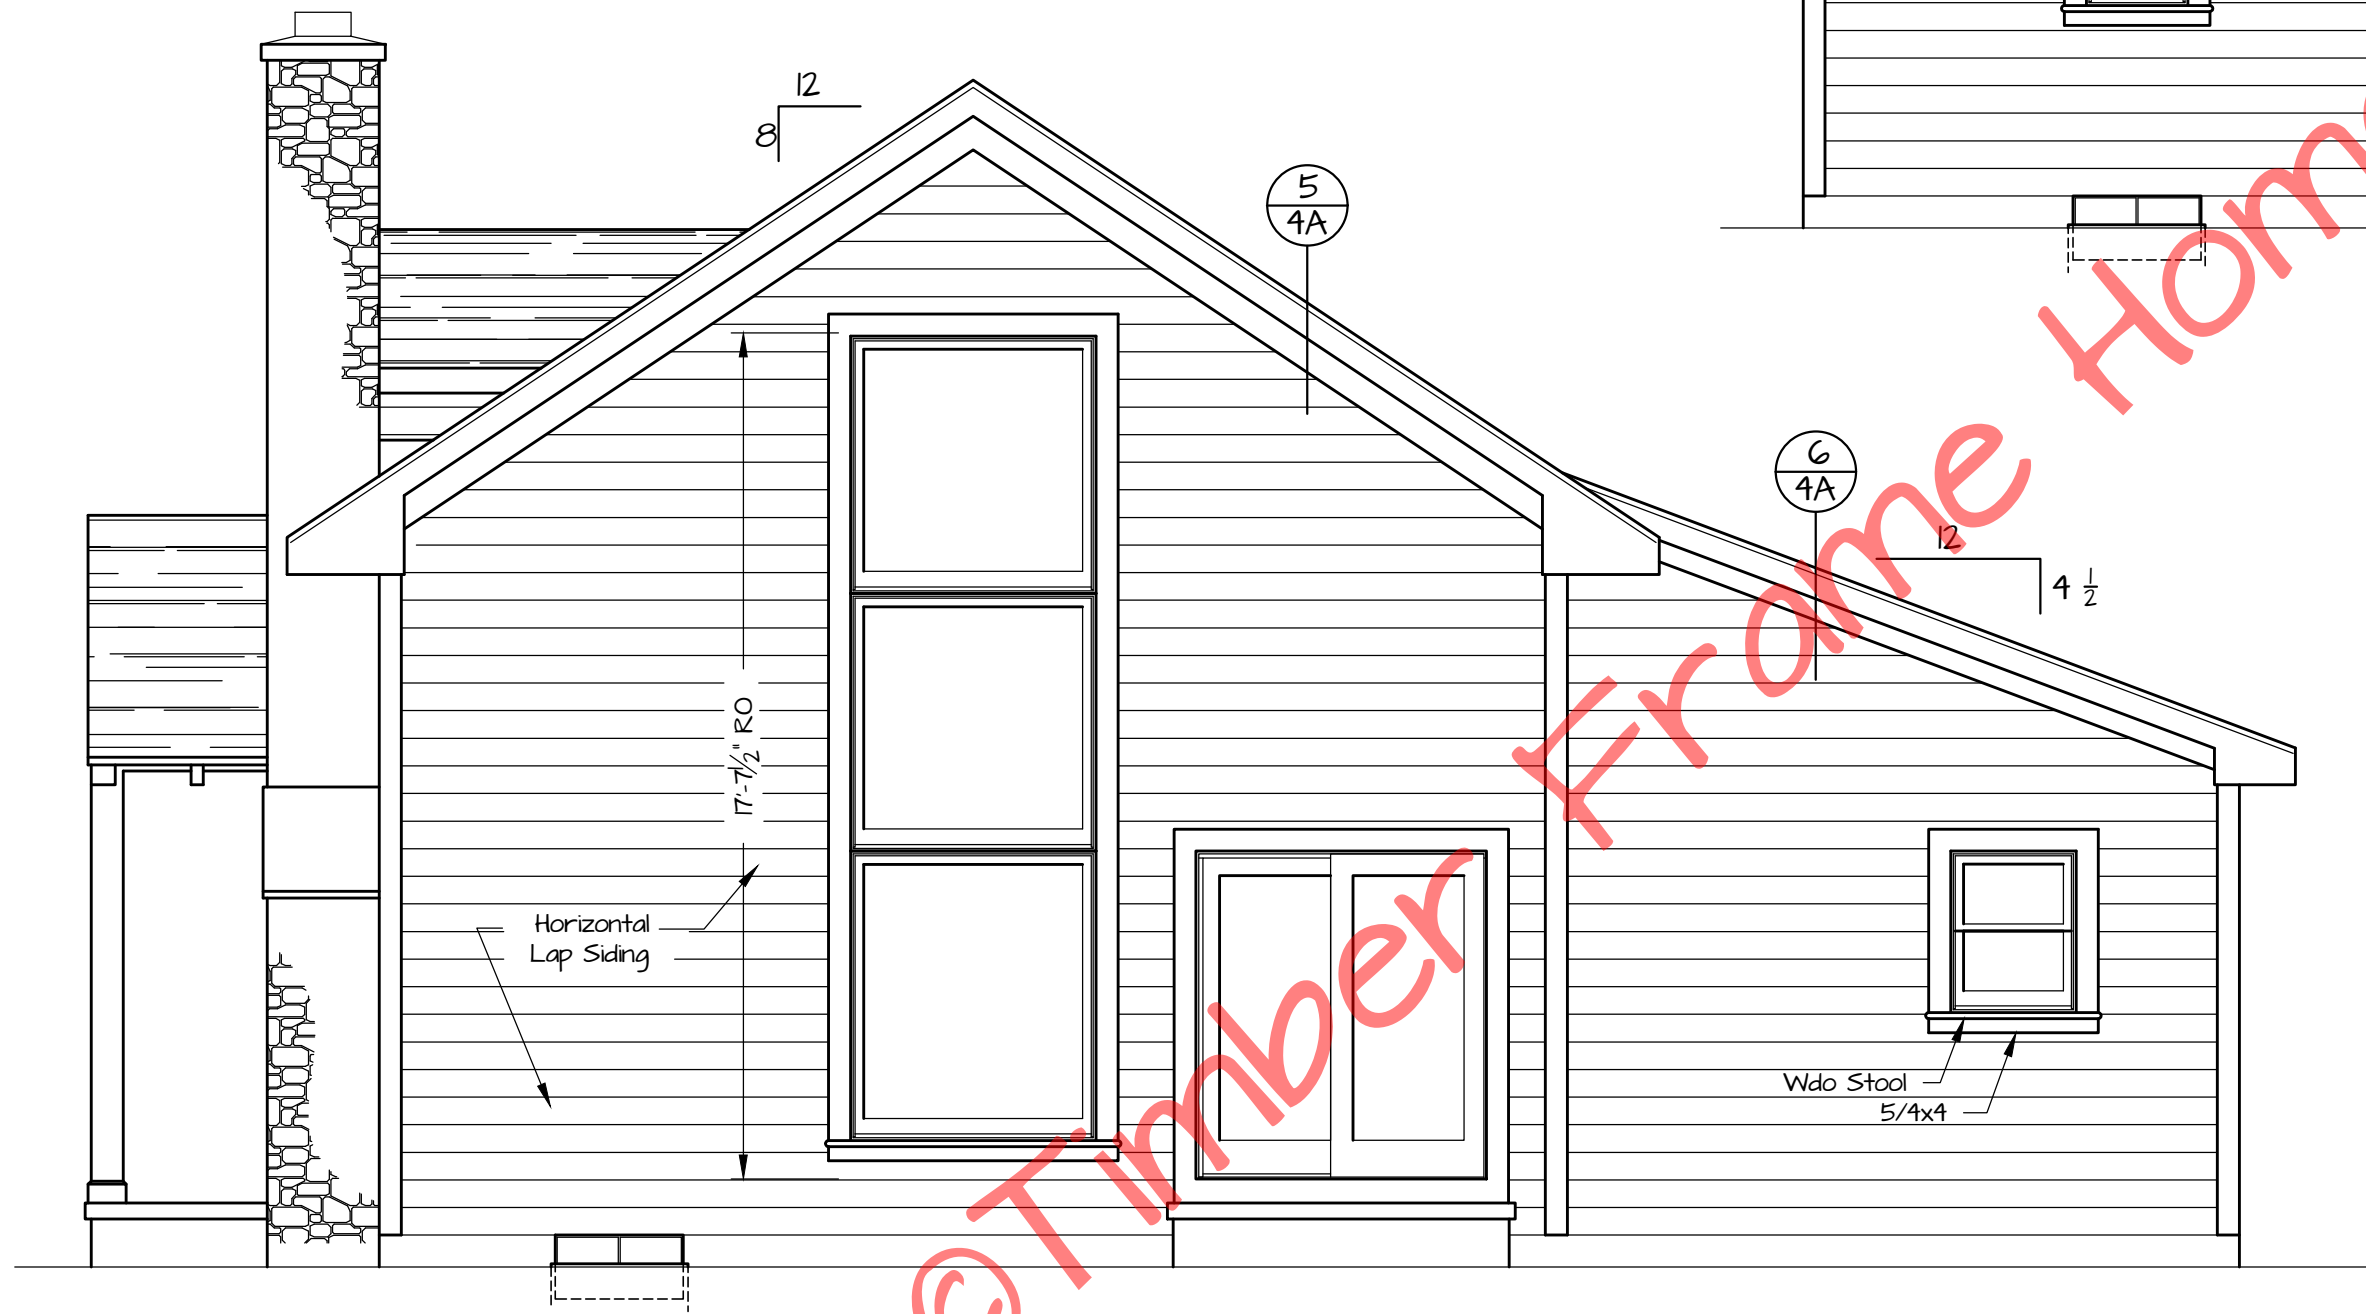 12
8
5
4A
6
4A
12
4 1/2
17'-7 1/2" RO
Horizontal
Lap Siding
Wdo Stool
5/4x4
©Timber Frame Hom